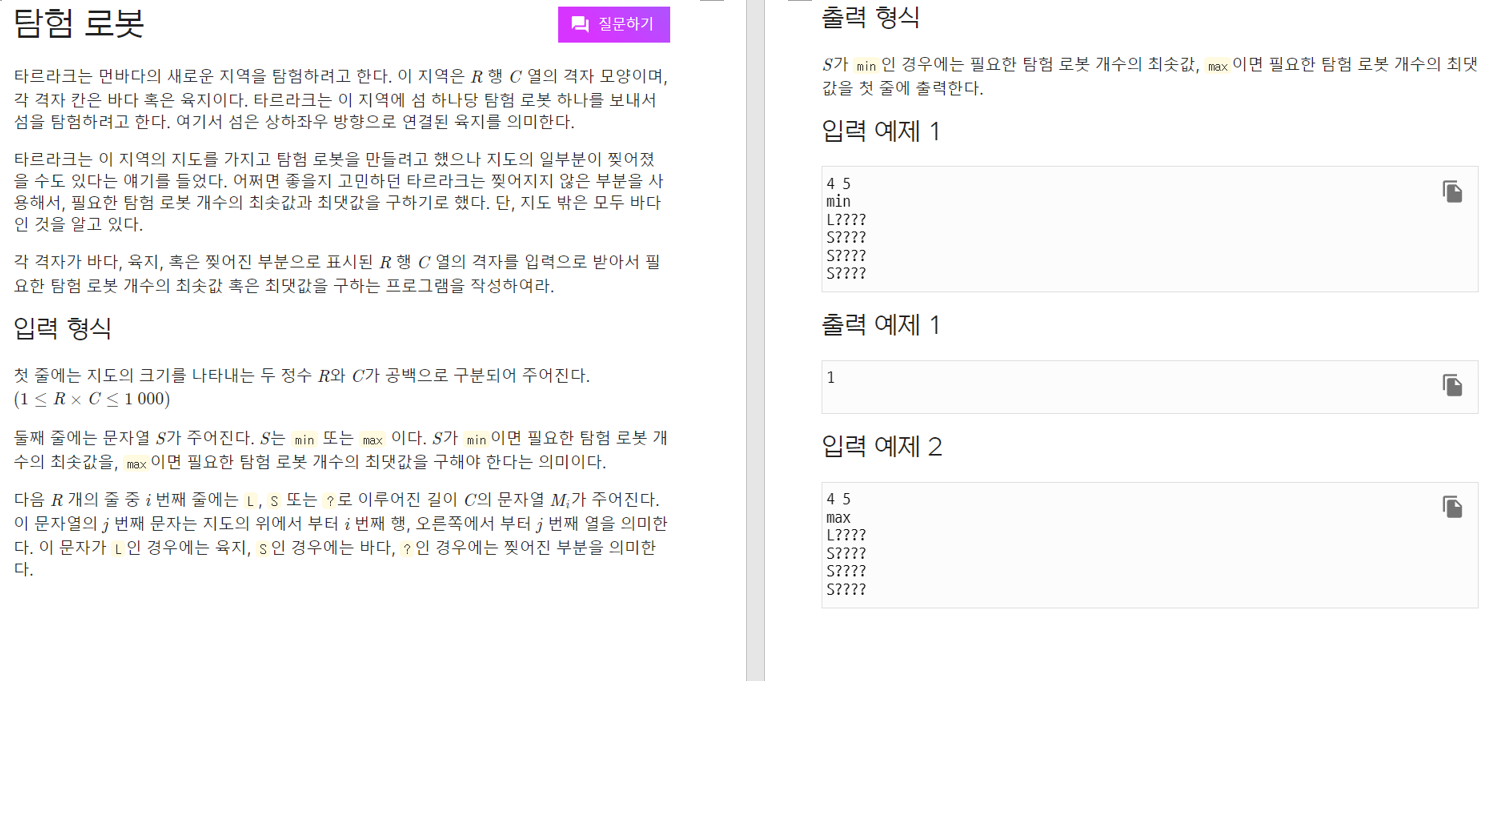 탐험 로봇
질문하기
타르라크는 먼바다의 새로운 지역을 탐험하려고 한다. 이 지역은 R 행 C 열의 격자 모양이며,
각 격자 칸은 바다 혹은 육지이다. 타르라크는 이 지역에 섬 하나당 탐험 로봇 하나를 보내서
섬을 탐험하려고 한다. 여기서 섬은 상하좌우 방향으로 연결된 육지를 의미한다.
타르라크는 이 지역의 지도를 가지고 탐험 로봇을 만들려고 했으나 지도의 일부분이 찢어졌
을 수도 있다는 얘기를 들었다. 어쩌면 좋을지 고민하던 타르라크는 찢어지지 않은 부분을 사
용해서, 필요한 탐험 로봇 개수의 최솟값과 최댓값을 구하기로 했다. 단, 지도 밖은 모두 바다
인 것을 알고 있다.
각 격자가 바다, 육지, 혹은 찢어진 부분으로 표시된 R 행 C 열의 격자를 입력으로 받아서 필
요한 탐험 로봇 개수의 최솟값 혹은 최댓값을 구하는 프로그램을 작성하여라.
입력 형식
첫 줄에는 지도의 크기를 나타내는 두 정수 R와 C가 공백으로 구분되어 주어진다.
(1 ≤ R × C ≤ 1 000)
둘째 줄에는 문자열 S가 주어진다. S는 min 또는 max 이다. S가 min이면 필요한 탐험 로봇 개
수의 최솟값을, max이면 필요한 탐험 로봇 개수의 최댓값을 구해야 한다는 의미이다.
다음 R 개의 줄 중 i 번째 줄에는 L, S 또는 ?로 이루어진 길이 C의 문자열 M_i가 주어진다.
이 문자열의 j 번째 문자는 지도의 위에서 부터 i 번째 행, 오른쪽에서 부터 j 번째 열을 의미한
다. 이 문자가 L인 경우에는 육지, S인 경우에는 바다, ?인 경우에는 찢어진 부분을 의미한
다.
출력 형식
S가 min인 경우에는 필요한 탐험 로봇 개수의 최솟값, max이면 필요한 탐험 로봇 개수의 최댓
값을 첫 줄에 출력한다.
입력 예제 1
4 5
min
L????
S????
S????
S????
출력 예제 1
1
입력 예제 2
4 5
max
L????
S????
S????
S????